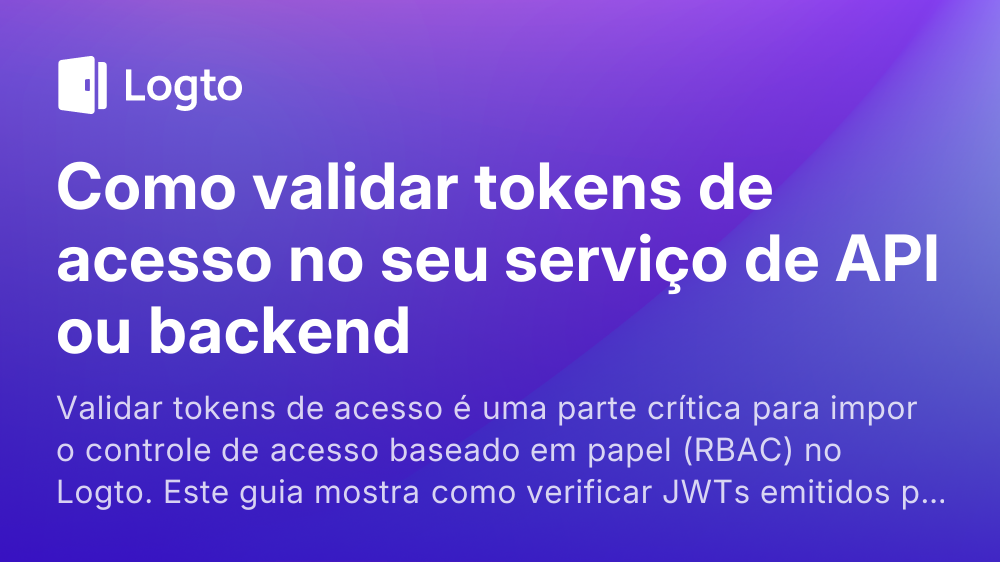 Logto
Como validar tokens de
acesso no seu serviço de API
ou backend
Validar tokens de acesso é uma parte crítica para impor
o controle de acesso baseado em papel (RBAC) no
Logto. Este guia mostra como verificar JWTs emitidos p...